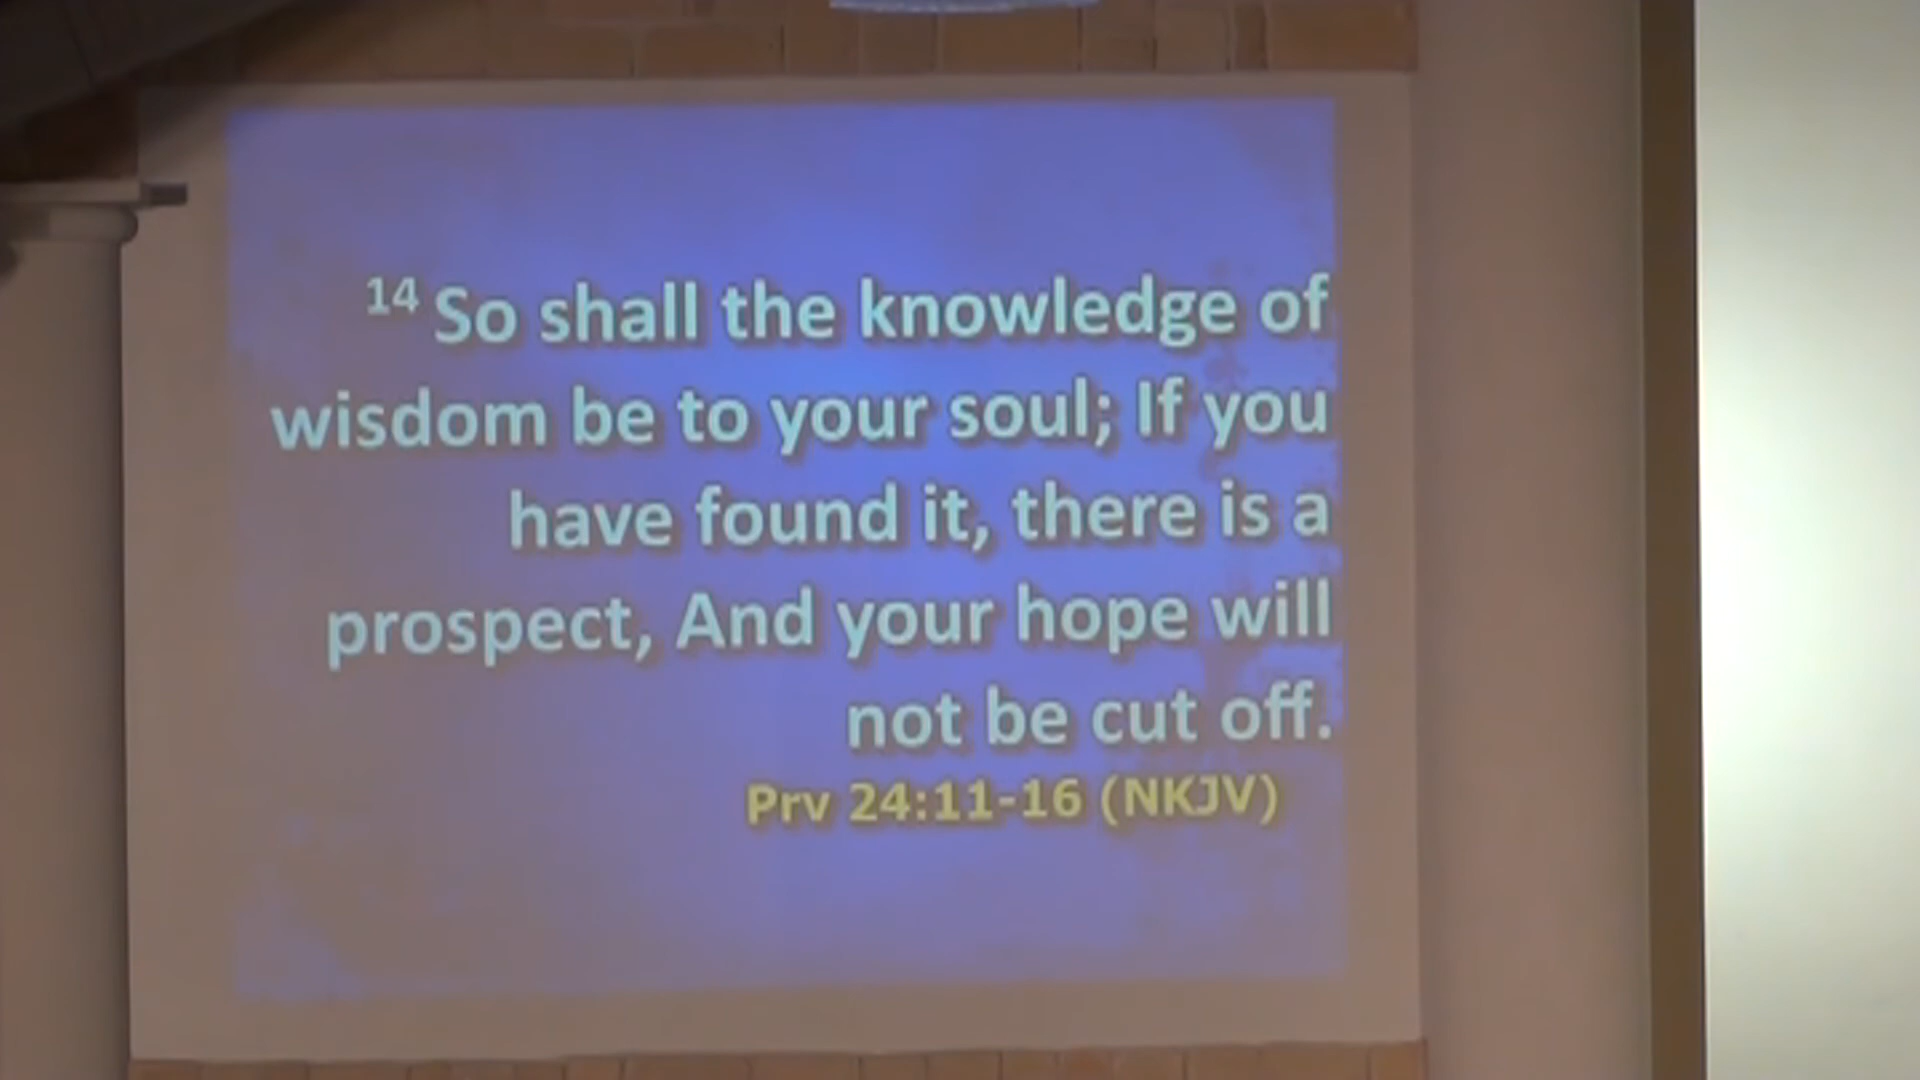 14 So shall the knowledge of
wisdom be to your soul; If you
have found it, there is a
prospect, And your hope will
not be cut off.
Prv 24:11-16 (NKJV)